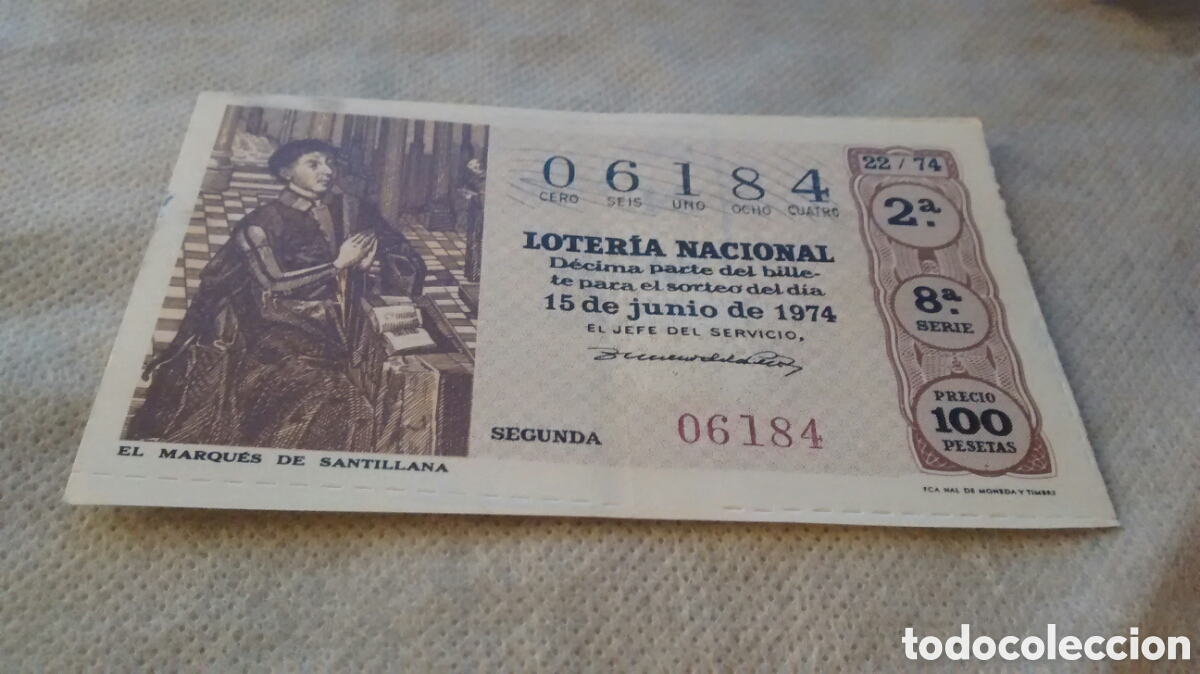 06184
CERO SEIS UNO OCHO CUATRO
LOTERÍA NACIONAL
Décima parte del bille-
te para el sorteo del día
15 de junio de 1974
EL JEFE DEL SERVICIO,
SEGUNDA 06184
22 / 74
2.ª
8.ª
SERIE
PRECIO
100
PESETAS
EL MARQUÉS DE SANTILLANA
FCA NAL DE MONEDA Y TIMBRE
todocoleccion